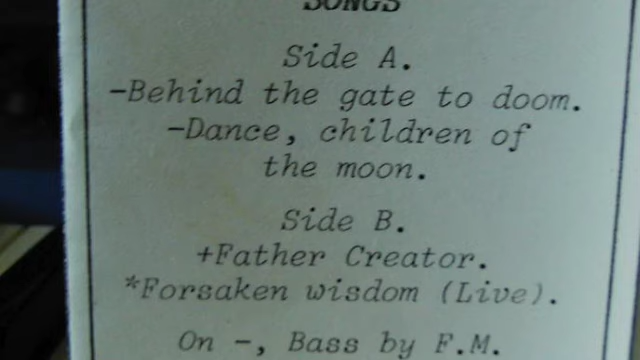 SONGS
Side A.
-Behind the gate to doom.
-Dance, children of
the moon.
Side B.
+Father Creator.
*Forsaken wisdom (Live).
On -, Bass by F.M.